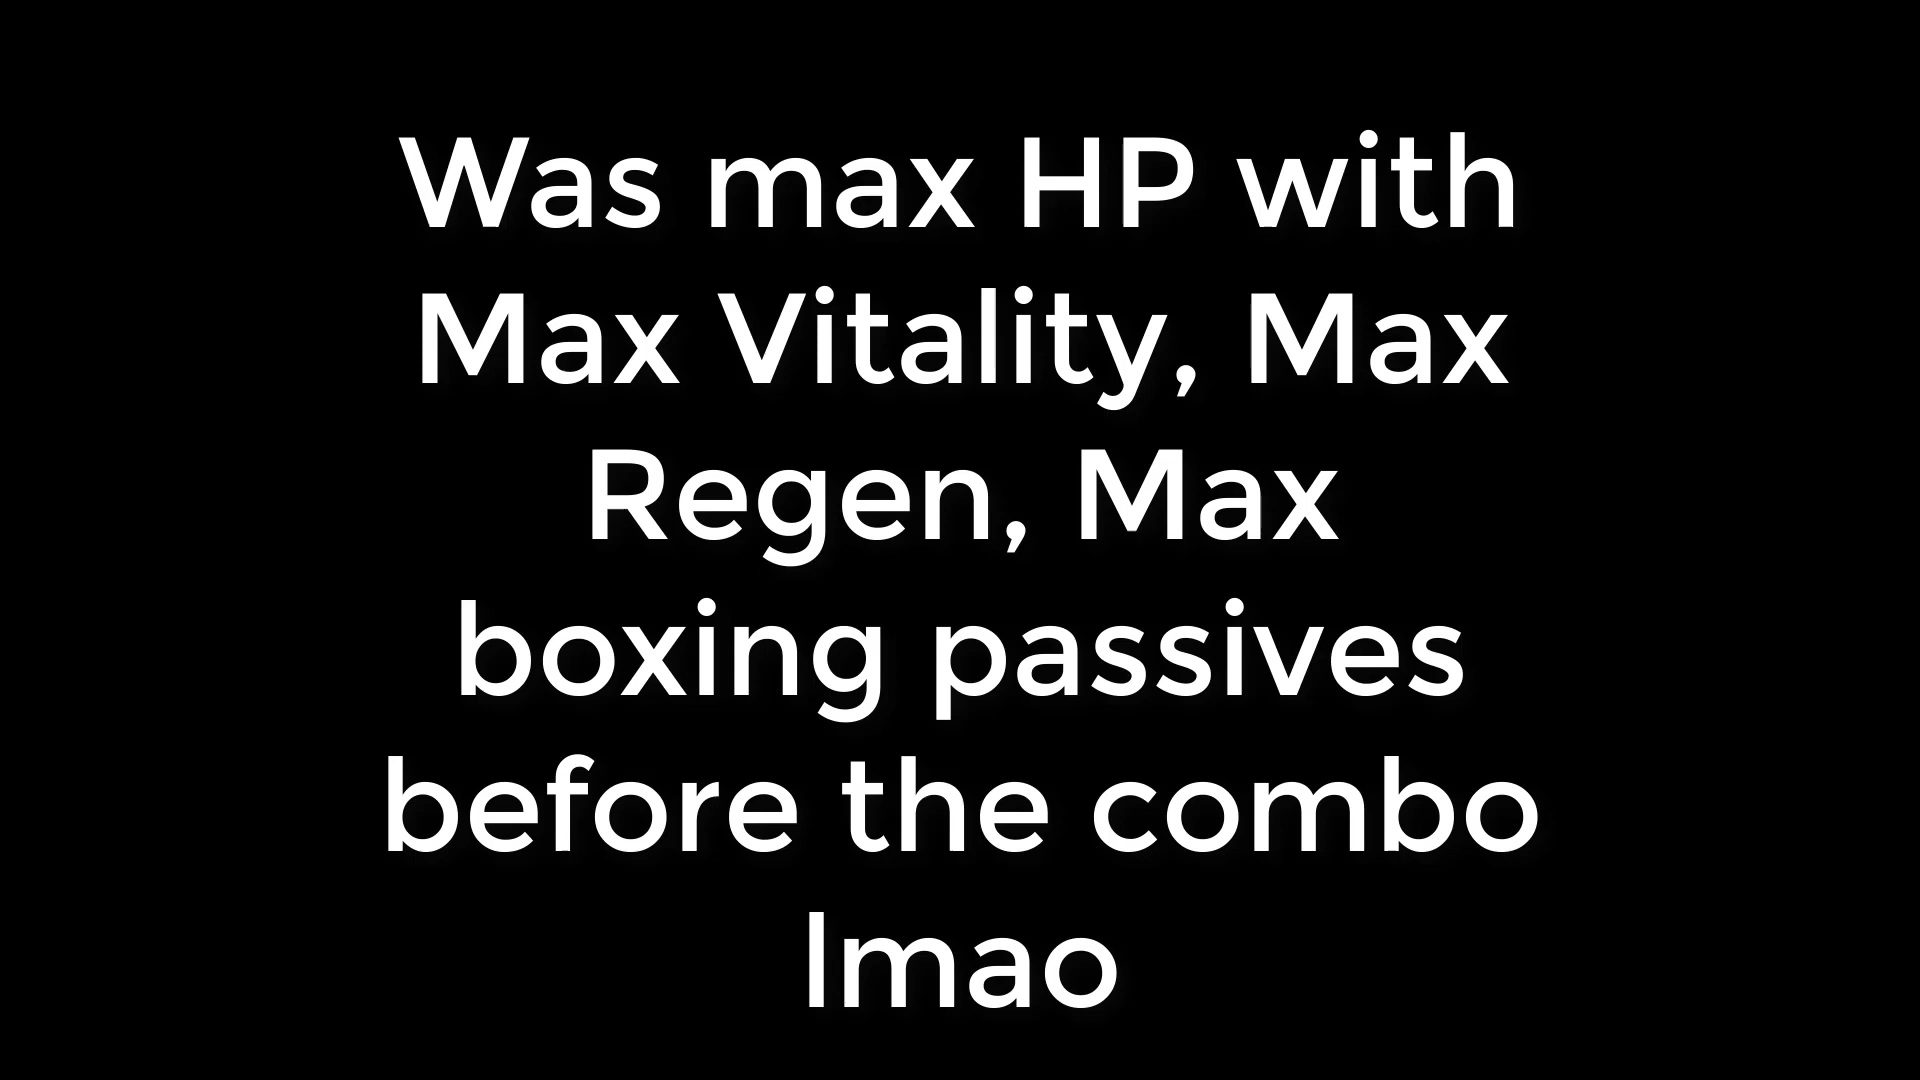 Was max HP with
Max Vitality, Max
Regen, Max
boxing passives
before the combo
lmao